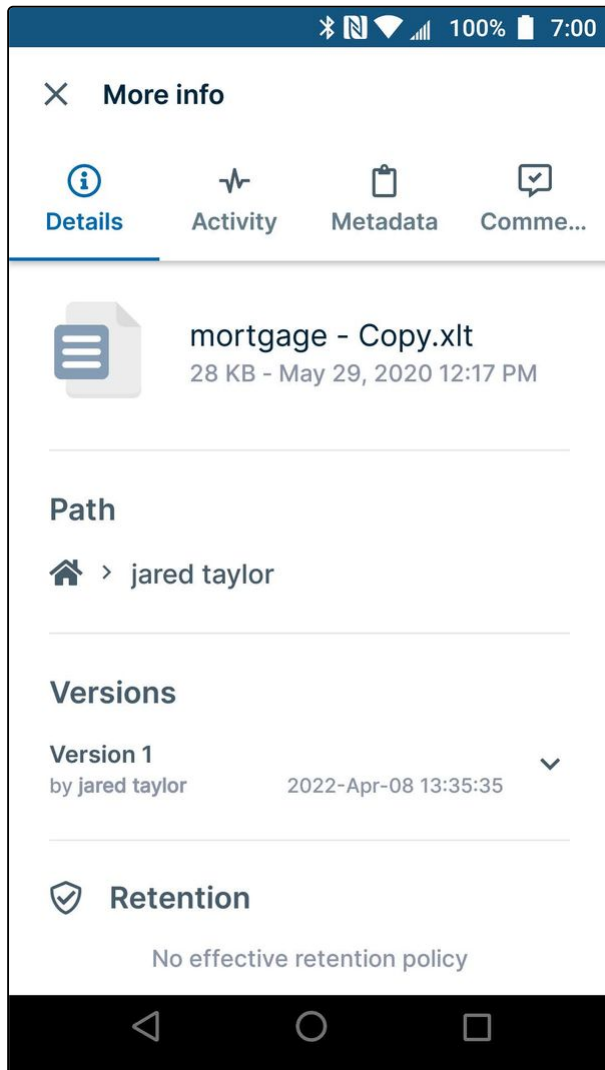 100% 7:00
More info
Details Activity Metadata Comme...
mortgage - Copy.xlt
28 KB - May 29, 2020 12:17 PM
Path
> jared taylor
Versions
Version 1
by jared taylor 2022-Apr-08 13:35:35
Retention
No effective retention policy